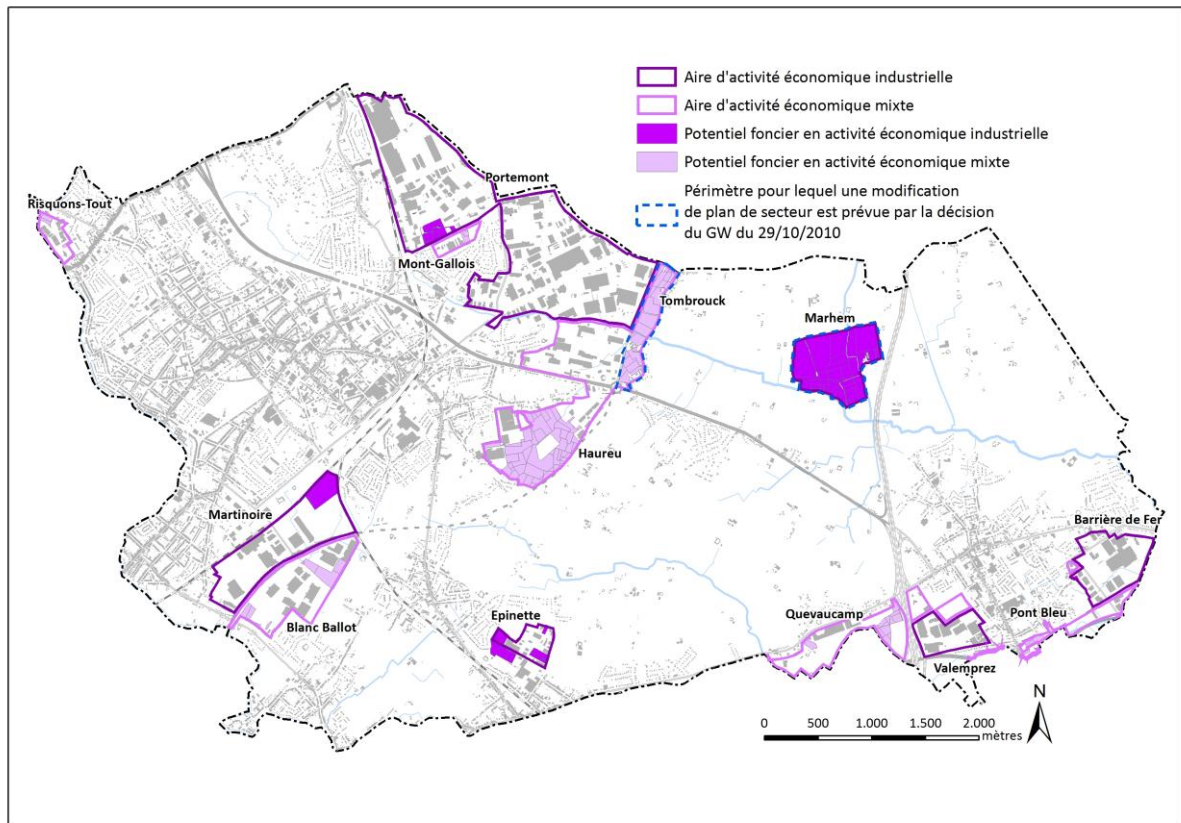 Aire d'activité économique industrielle
Aire d'activité économique mixte
Potentiel foncier en activité économique industrielle
Potentiel foncier en activité économique mixte
Périmètre pour lequel une modification
de plan de secteur est prévue par la décision
du GW du 29/10/2010
Portemont
Risquons-Tout
Mont-Gallois
Tombrouck
Marhem
Haureu
Martinoire
Barrière de Fer
Epinette
Quevaucamp
Pont Bleu
Blanc Ballot
Valemprez
N
0 500 1.000 1.500 2.000
mètres